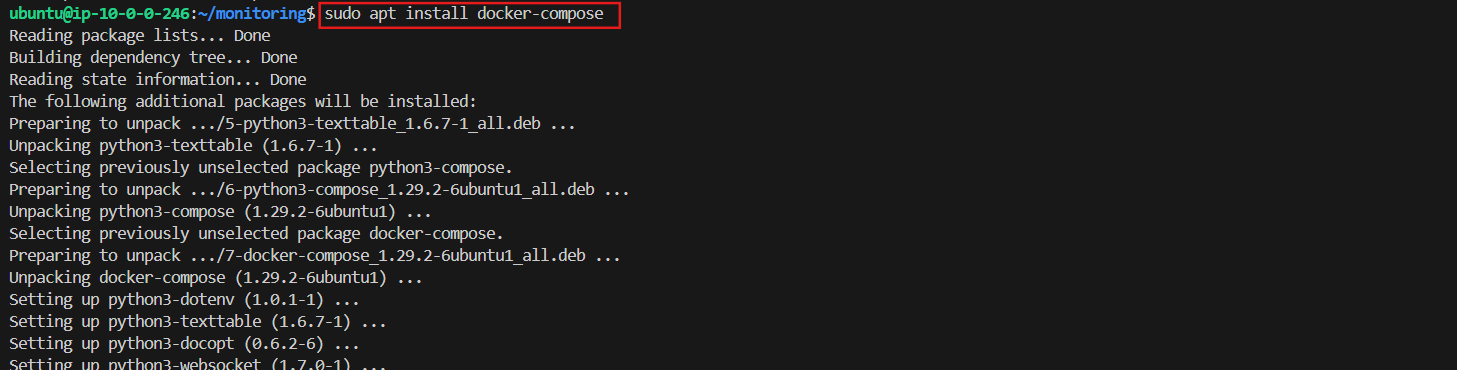 ubuntu@ip-10-0-0-246:~/monitoring$ sudo apt install docker-compose
Reading package lists... Done
Building dependency tree... Done
Reading state information... Done
The following additional packages will be installed:
Preparing to unpack .../5-python3-texttable_1.6.7-1_all.deb ...
Unpacking python3-texttable (1.6.7-1) ...
Selecting previously unselected package python3-compose.
Preparing to unpack .../6-python3-compose_1.29.2-6ubuntu1_all.deb ...
Unpacking python3-compose (1.29.2-6ubuntu1) ...
Selecting previously unselected package docker-compose.
Preparing to unpack .../7-docker-compose_1.29.2-6ubuntu1_all.deb ...
Unpacking docker-compose (1.29.2-6ubuntu1) ...
Setting up python3-dotenv (1.0.1-1) ...
Setting up python3-texttable (1.6.7-1) ...
Setting up python3-docopt (0.6.2-6) ...
Setting up python3-websocket (1.7.0-1) ...